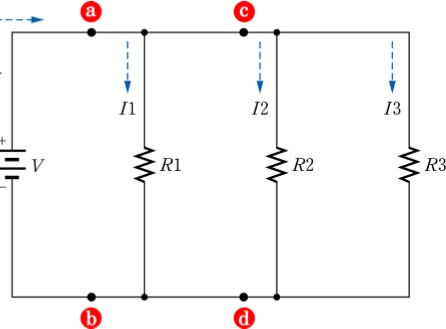 a c
I1 I2 I3
+
V R1 R2 R3
−
b d